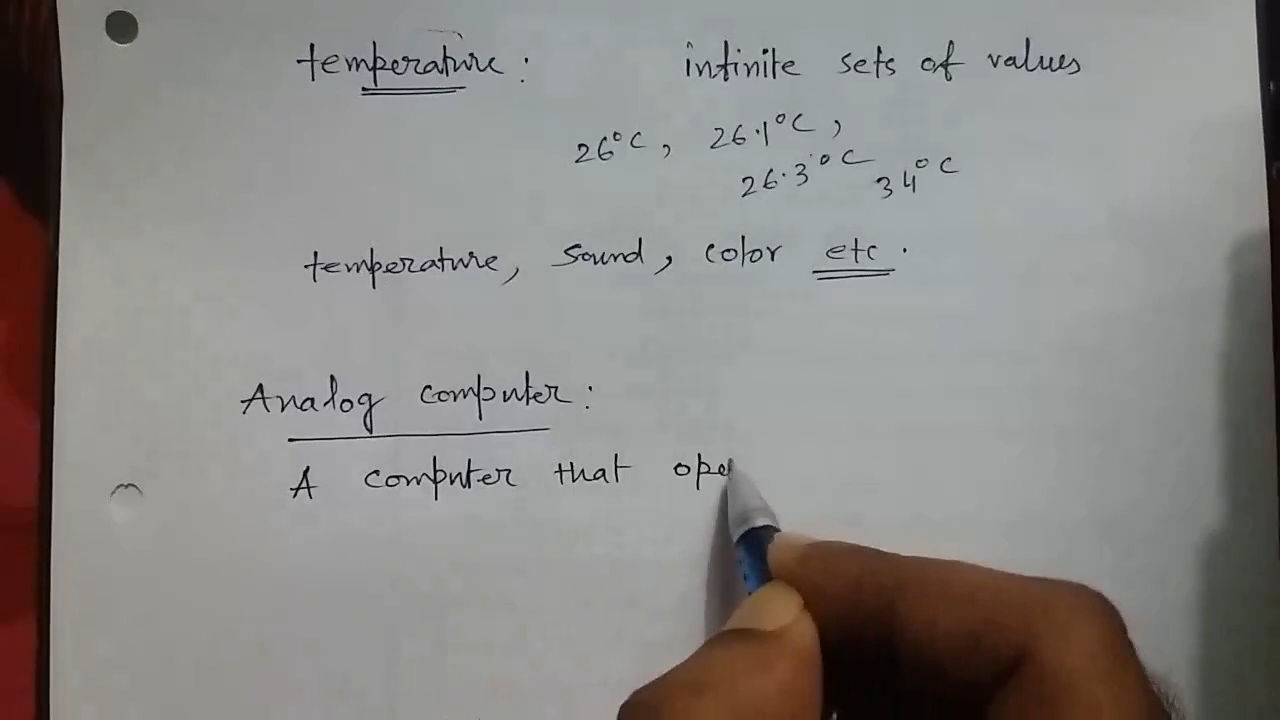 temperature : infinite sets of values
26°C, 26.1°C,
26.3°C 34°C
temperature, sound, color etc.
Analog computer:
A computer that ope